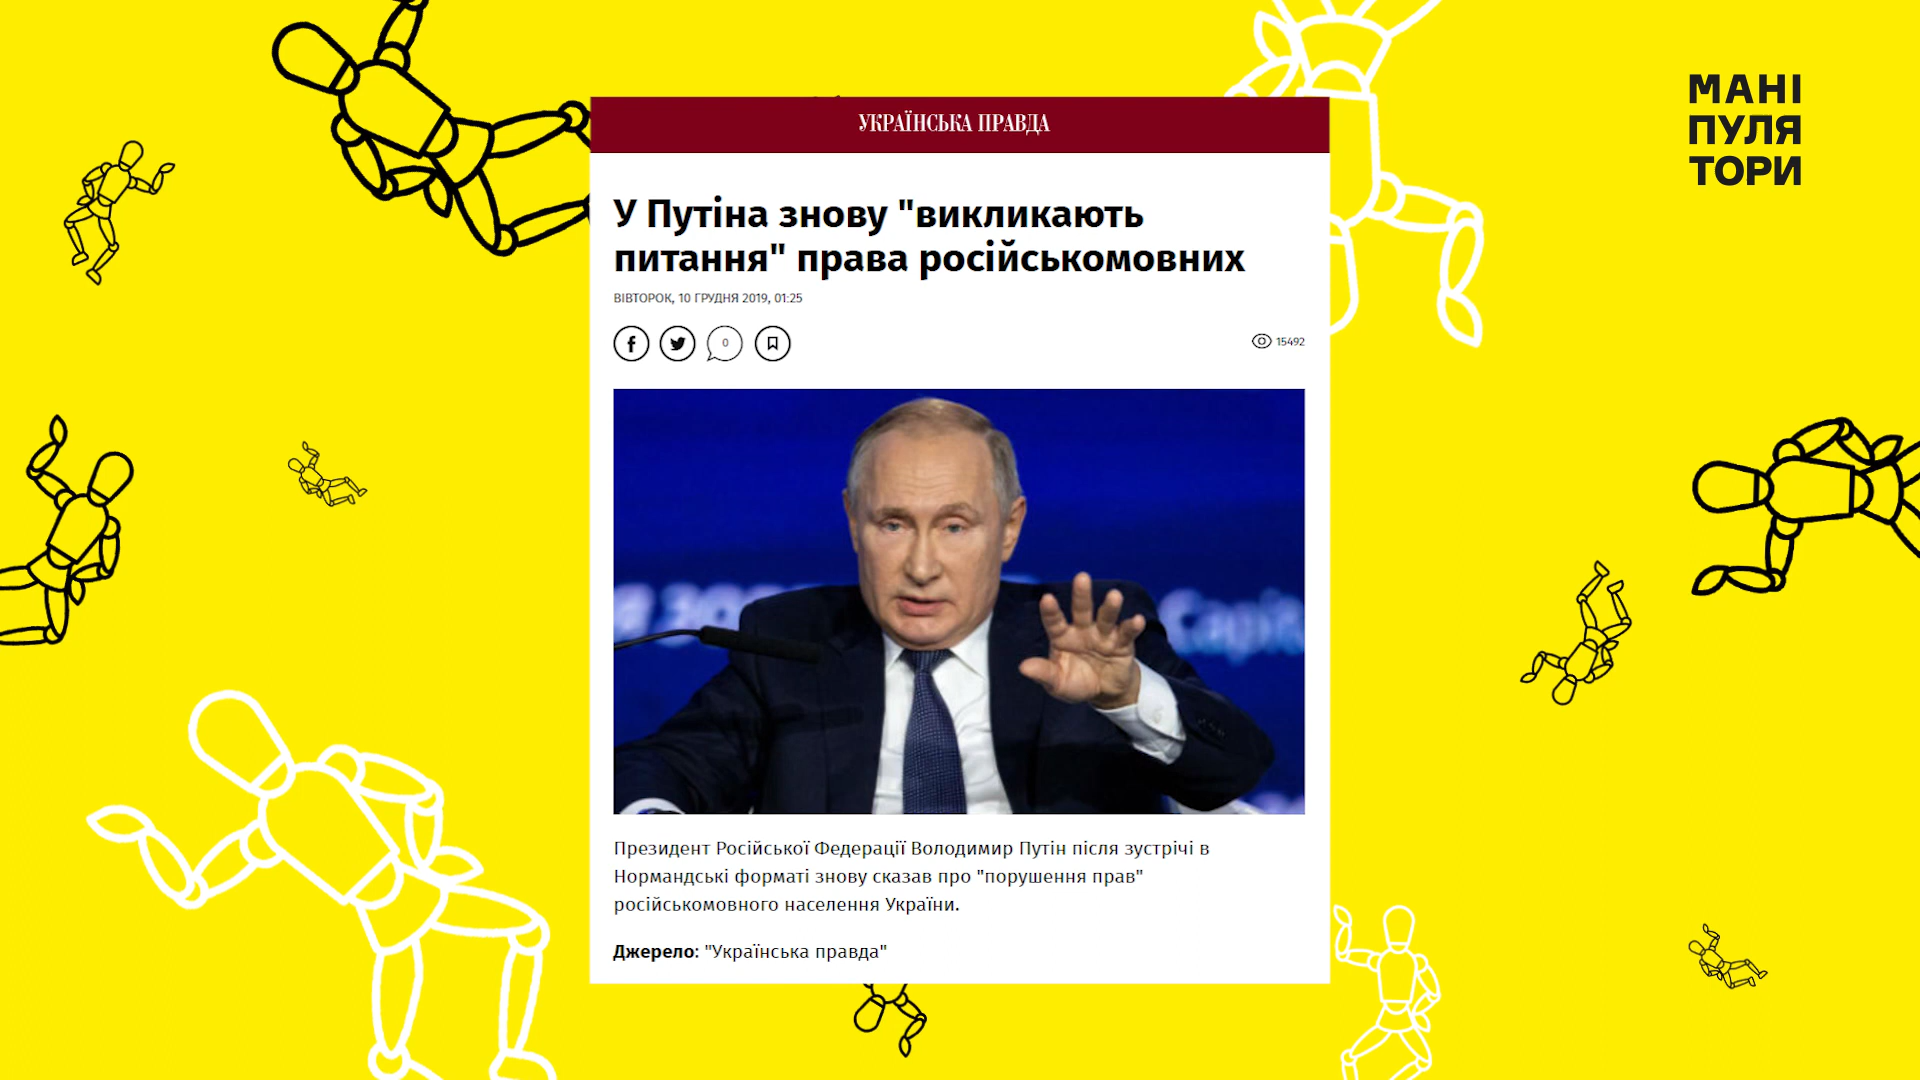 МАНІ
ПУЛЯ
ТОРИ
УКРАЇНСЬКА ПРАВДА
У Путіна знову "викликають
питання" права російськомовних
ВІВТОРОК, 10 ГРУДНЯ 2019, 01:25
0
15492
Capita
Президент Російської Федерації Володимир Путін після зустрічі в
Нормандські форматі знову сказав про "порушення прав"
російськомовного населення України.
Джерело: "Українська правда"